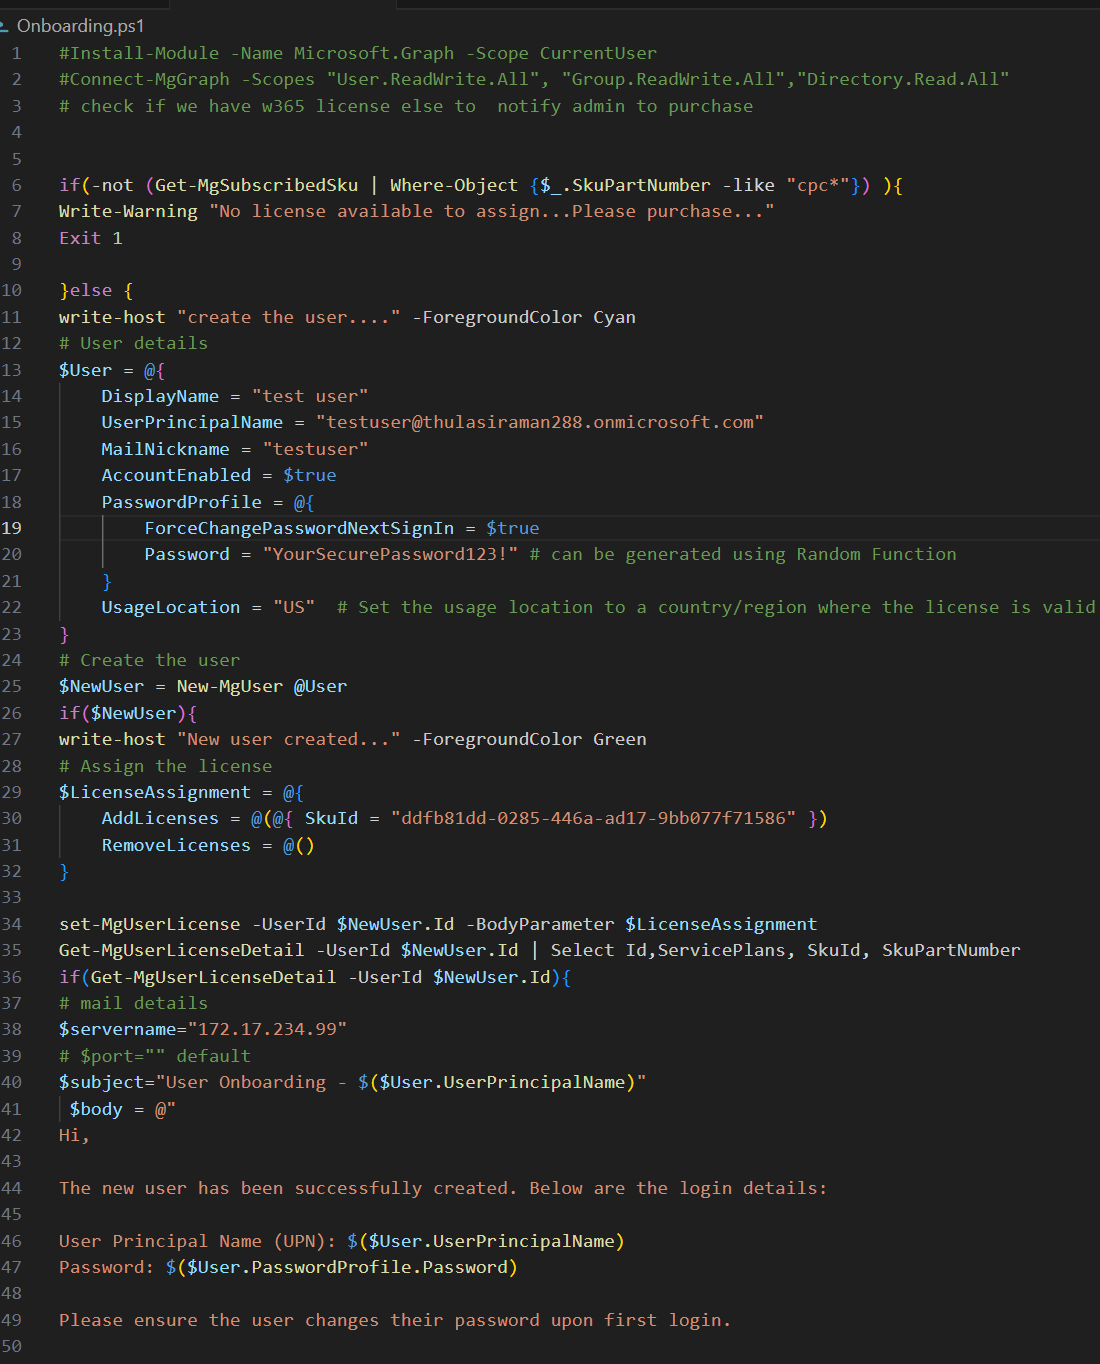 Onboarding.ps1
1 #Install-Module -Name Microsoft.Graph -Scope CurrentUser
2 #Connect-MgGraph -Scopes "User.ReadWrite.All", "Group.ReadWrite.All","Directory.Read.All"
3 # check if we have w365 license else to  notify admin to purchase
4
5
6 if(-not (Get-MgSubscribedSku | Where-Object {$_.SkuPartNumber -like "cpc*"}) ){
7 Write-Warning "No license available to assign...Please purchase..."
8 Exit 1
9
10 }else {
11 write-host "create the user...." -ForegroundColor Cyan
12 # User details
13 $User = @{
14     DisplayName = "test user"
15     UserPrincipalName = "testuser@thulasiraman288.onmicrosoft.com"
16     MailNickname = "testuser"
17     AccountEnabled = $true
18     PasswordProfile = @{
19         ForceChangePasswordNextSignIn = $true
20         Password = "YourSecurePassword123!" # can be generated using Random Function
21     }
22     UsageLocation = "US"  # Set the usage location to a country/region where the license is valid
23 }
24 # Create the user
25 $NewUser = New-MgUser @User
26 if($NewUser){
27 write-host "New user created..." -ForegroundColor Green
28 # Assign the license
29 $LicenseAssignment = @{
30     AddLicenses = @(@{ SkuId = "ddfb81dd-0285-446a-ad17-9bb077f71586" })
31     RemoveLicenses = @()
32 }
33
34 set-MgUserLicense -UserId $NewUser.Id -BodyParameter $LicenseAssignment
35 Get-MgUserLicenseDetail -UserId $NewUser.Id | Select Id,ServicePlans, SkuId, SkuPartNumber
36 if(Get-MgUserLicenseDetail -UserId $NewUser.Id){
37 # mail details
38 $servername="172.17.234.99"
39 # $port="" default
40 $subject="User Onboarding - $($User.UserPrincipalName)"
41  $body = @"
42 Hi,
43
44 The new user has been successfully created. Below are the login details:
45
46 User Principal Name (UPN): $($User.UserPrincipalName)
47 Password: $($User.PasswordProfile.Password)
48
49 Please ensure the user changes their password upon first login.
50